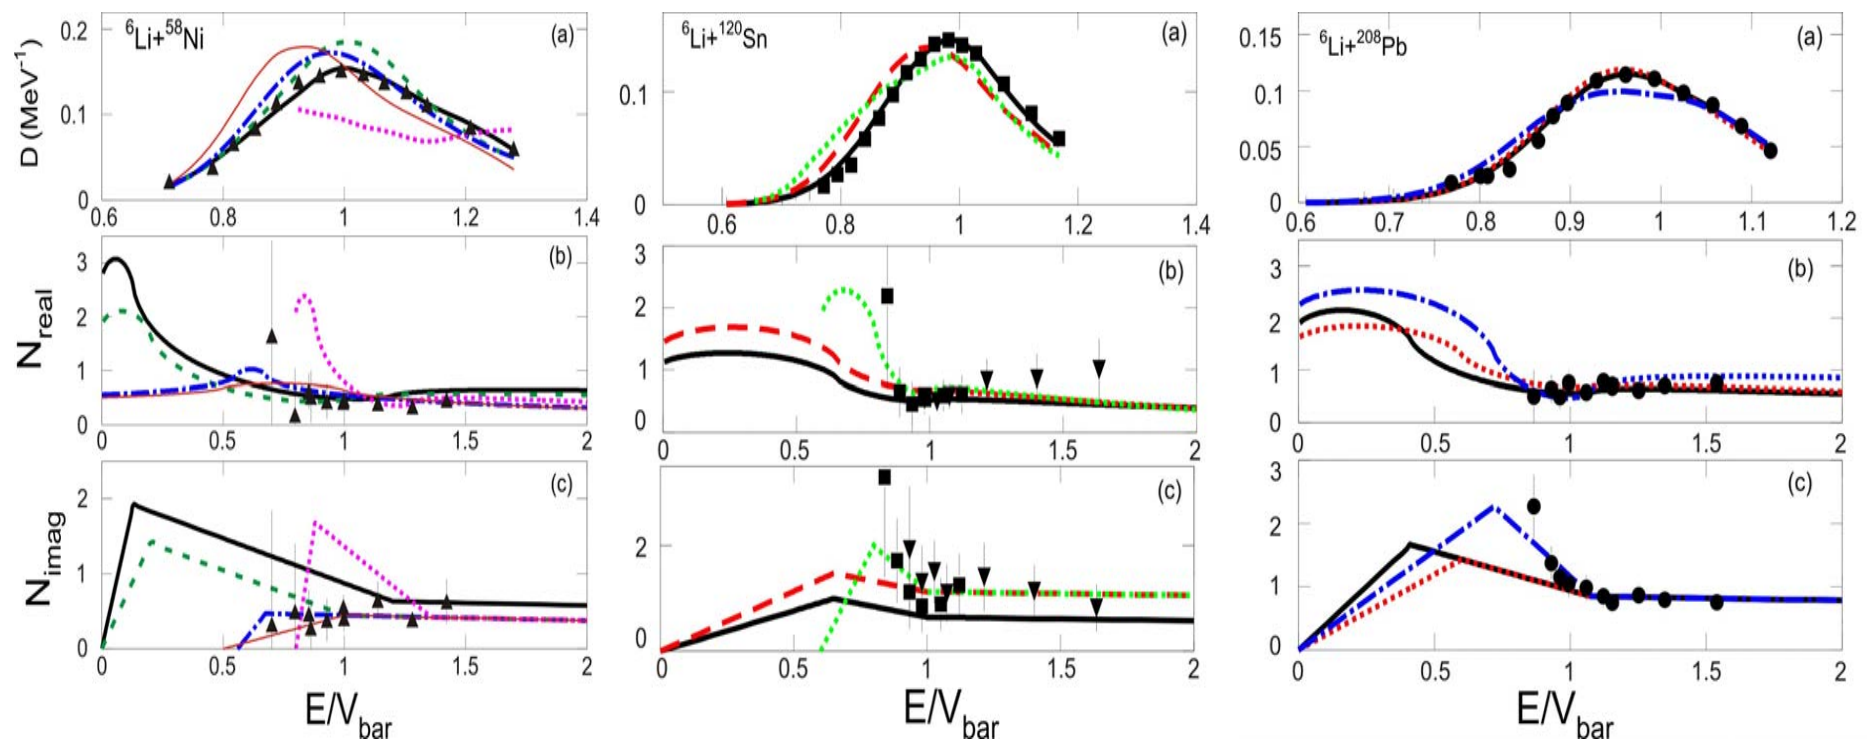 D (MeV⁻¹)
0.2
0.1
0
⁶Li+⁵⁸Ni
(a)
0.6 0.8 1 1.2 1.4
0.1
0
⁶Li+¹²⁰Sn
(a)
0.6 0.8 1 1.2 1.4
0.15
0.1
0.05
0
⁶Li+²⁰⁸Pb
(a)
0.6 0.7 0.8 0.9 1 1.1 1.2
N_real
3
2
1
0
(b)
0 0.5 1 1.5 2
3
2
1
0
(b)
0 0.5 1 1.5 2
3
2
1
0
(b)
0 0.5 1 1.5 2
N_imag
2
1
0
(c)
0 0.5 1 1.5 2
E/V_bar
2
0
(c)
0 0.5 1 1.5 2
E/V_bar
3
2
1
0
(c)
0 0.5 1 1.5 2
E/V_bar